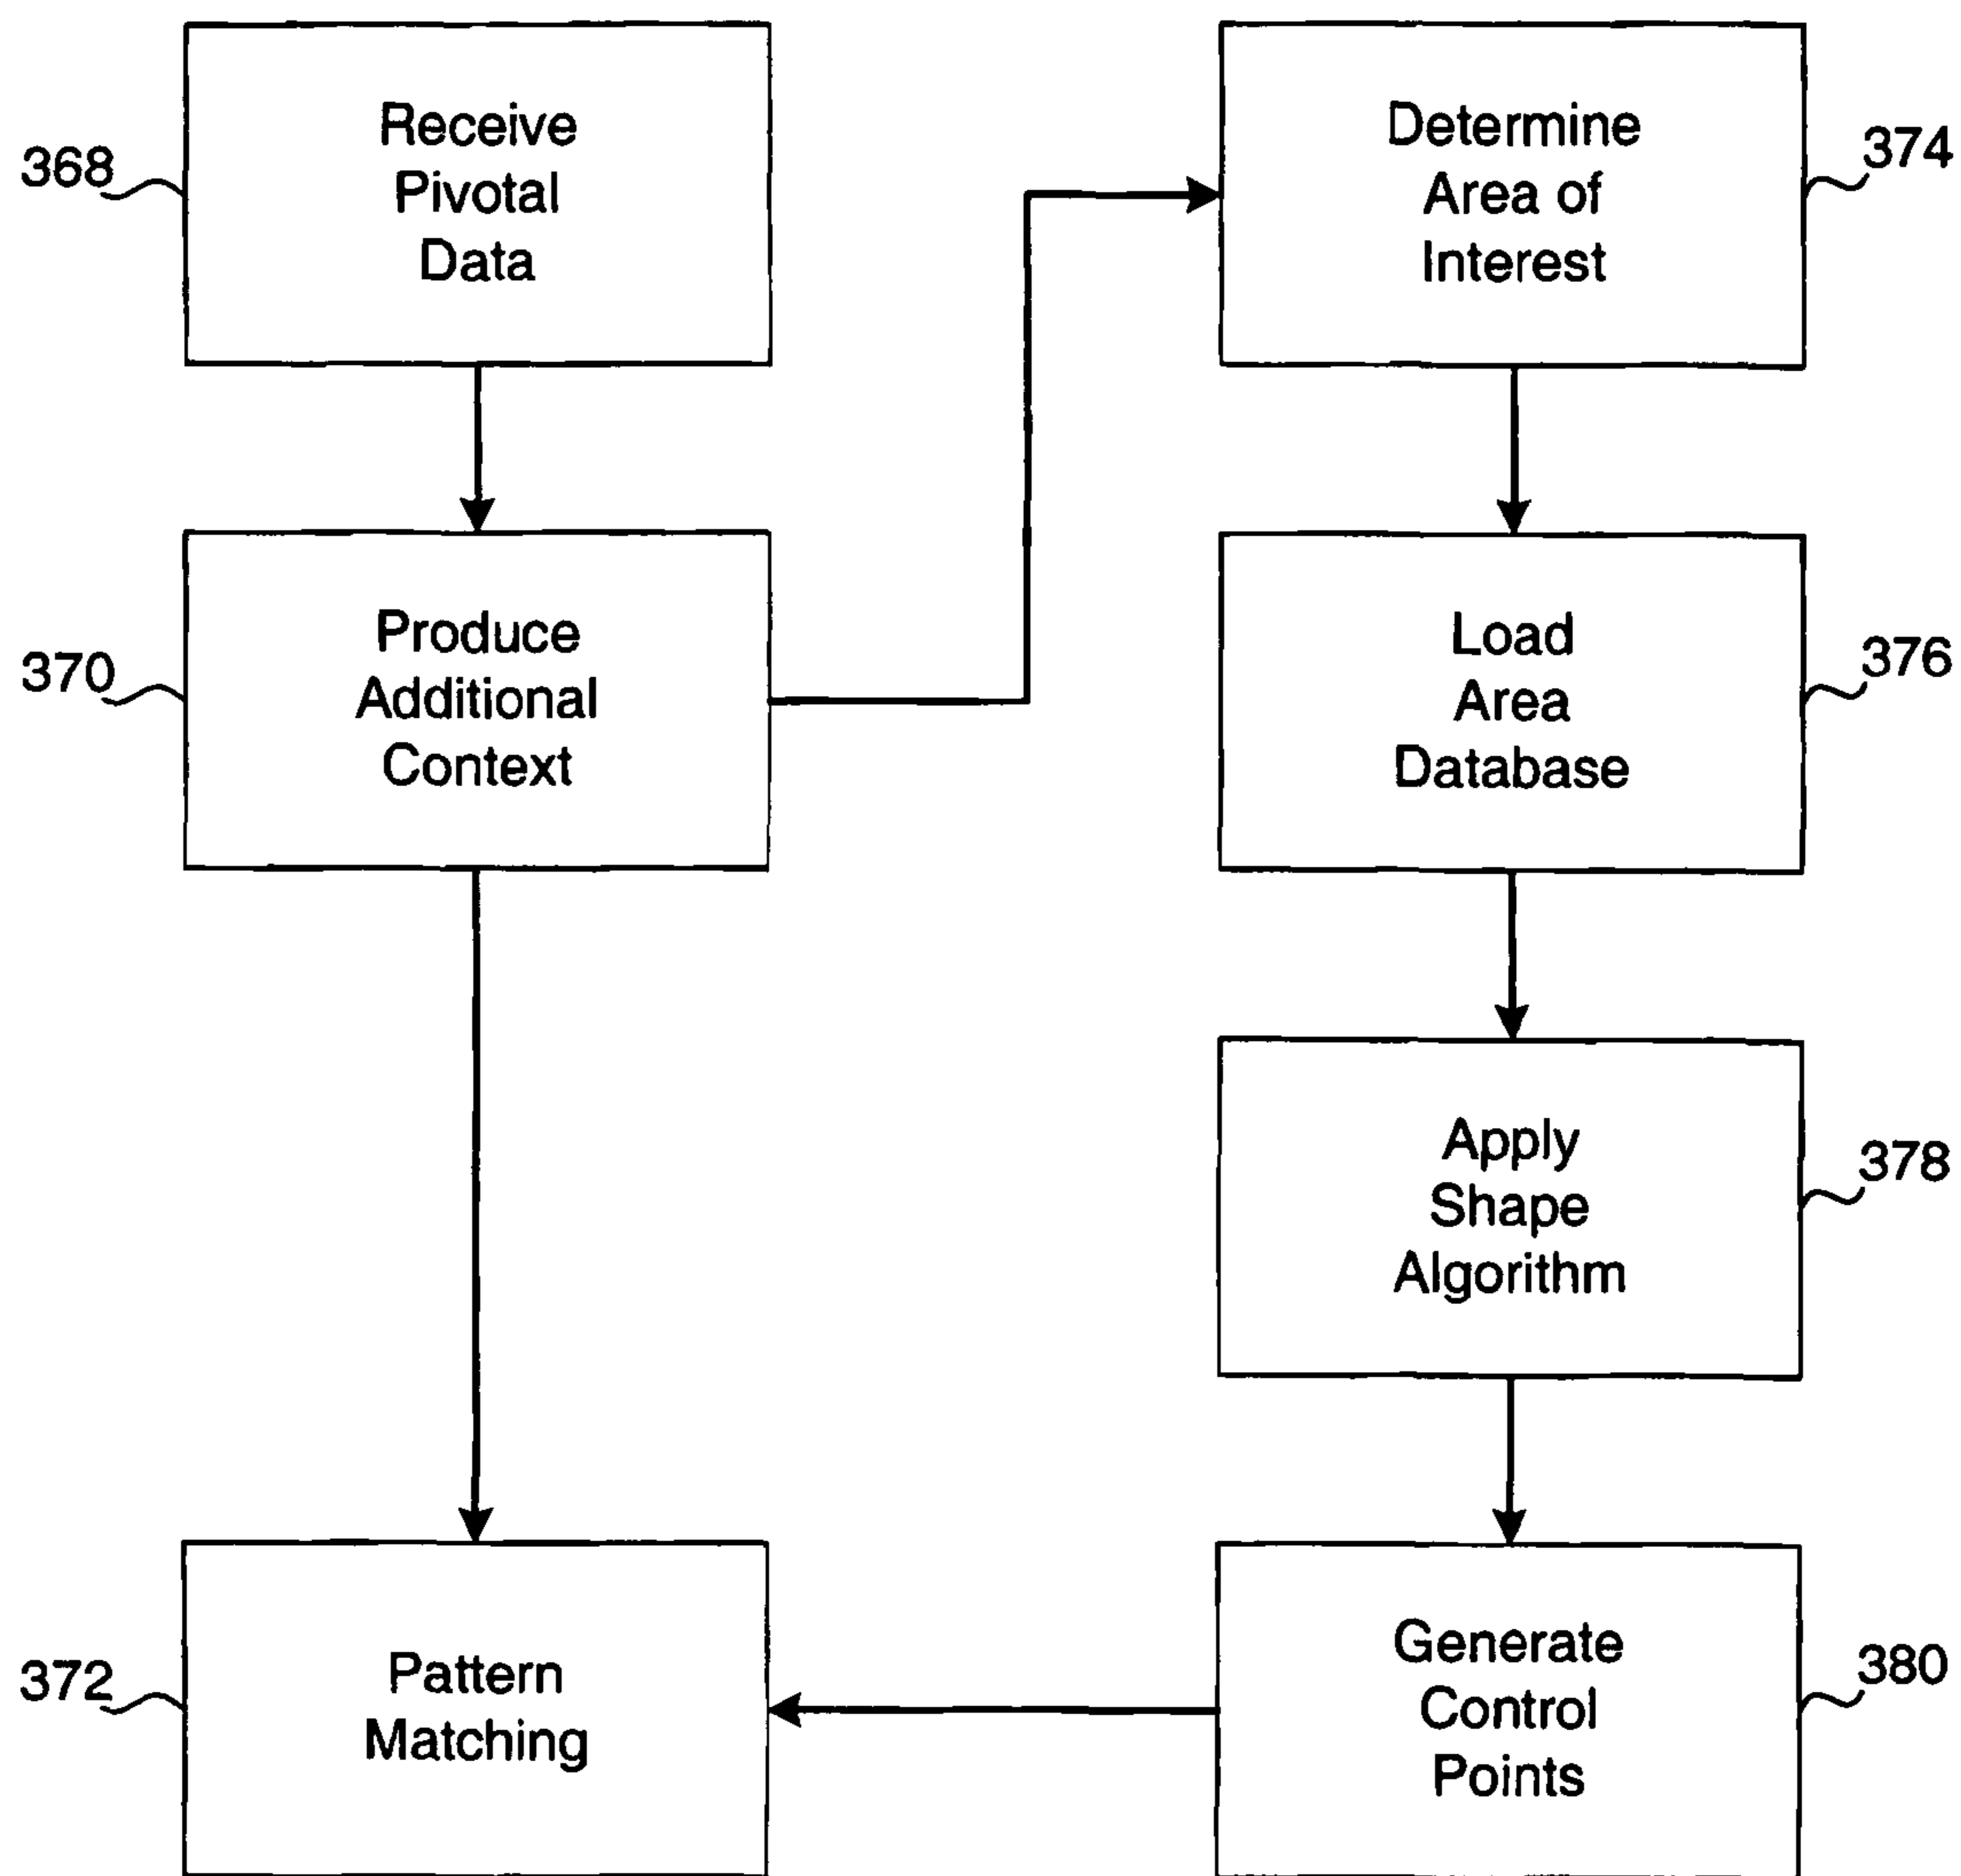 368
Receive
Pivotal
Data
370
Produce
Additional
Context
372
Pattern
Matching
Determine
Area of
Interest
374
Load
Area
Database
376
Apply
Shape
Algorithm
378
Generate
Control
Points
380